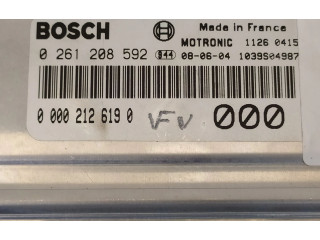 BOSCH Made in France
MOTRONIC 1126 0415
0 261 208 592 S44 08-06-04 1039S04987
0 000 212 619 0 VFV 000